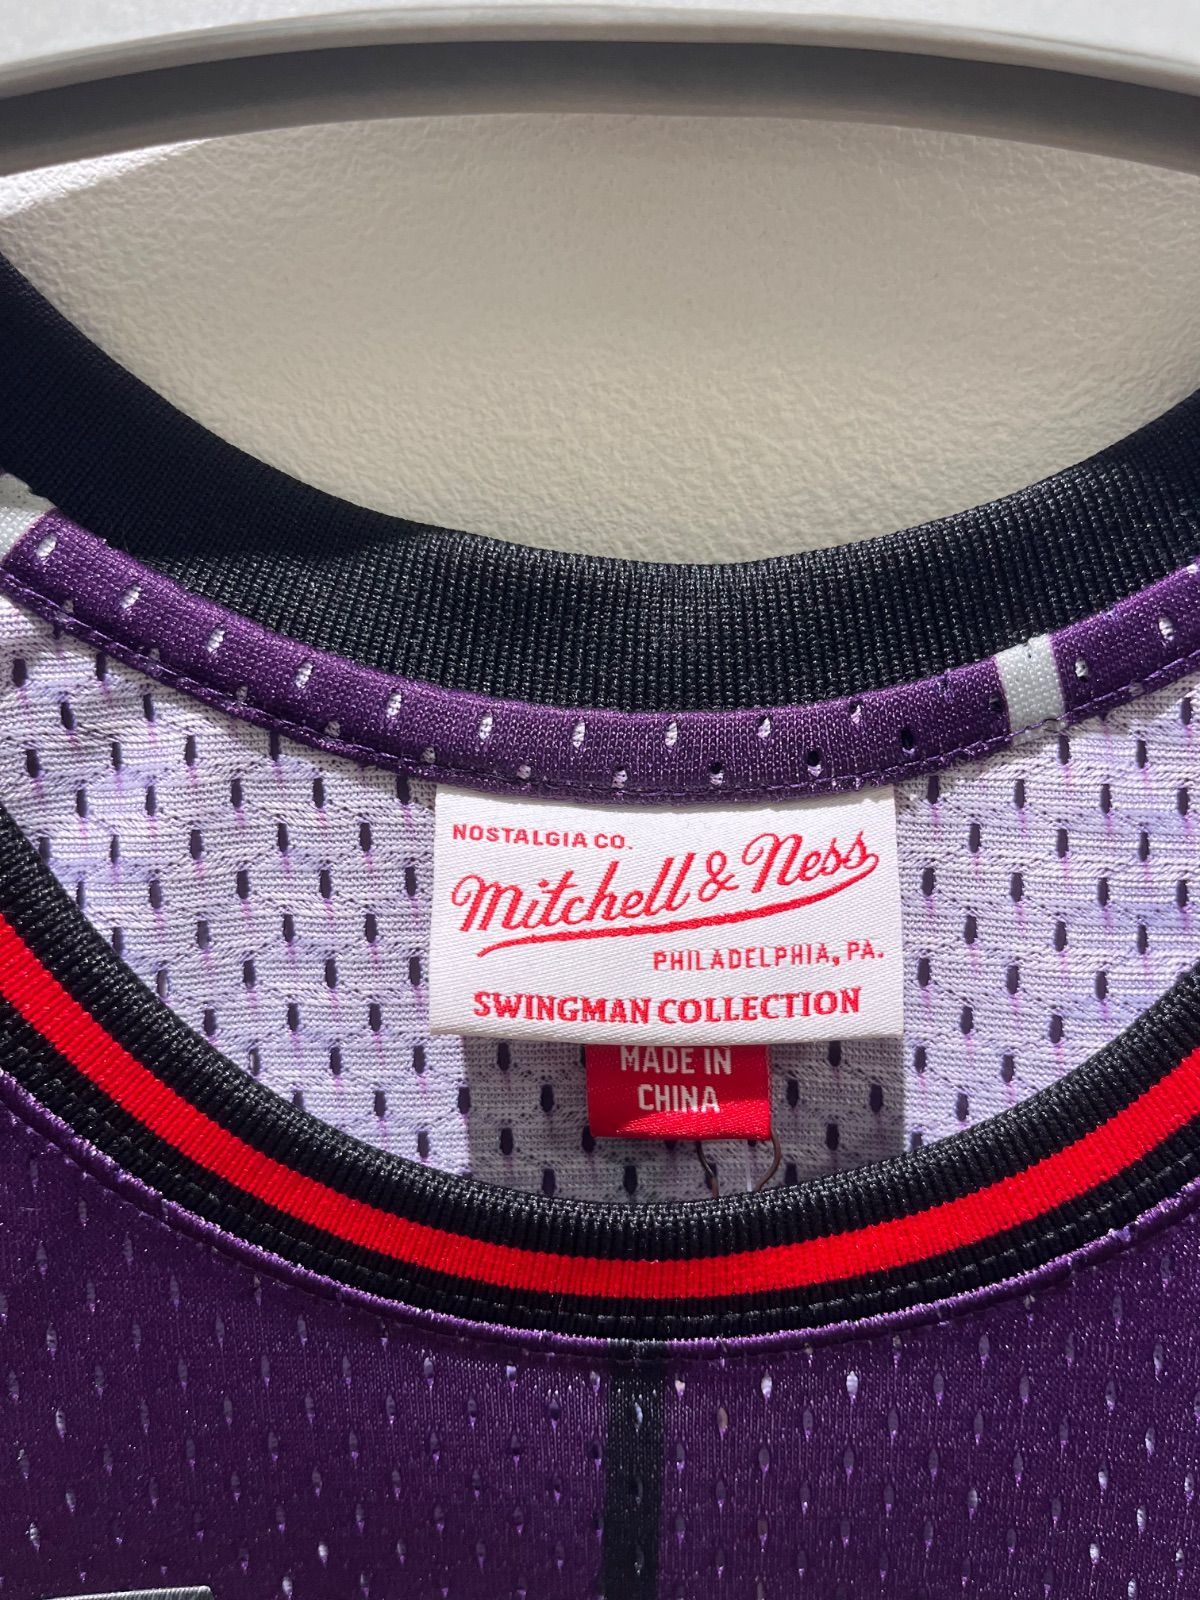 NOSTALGIA CO.
Mitchell & Ness
PHILADELPHIA, PA.
SWINGMAN COLLECTION
MADE IN
CHINA